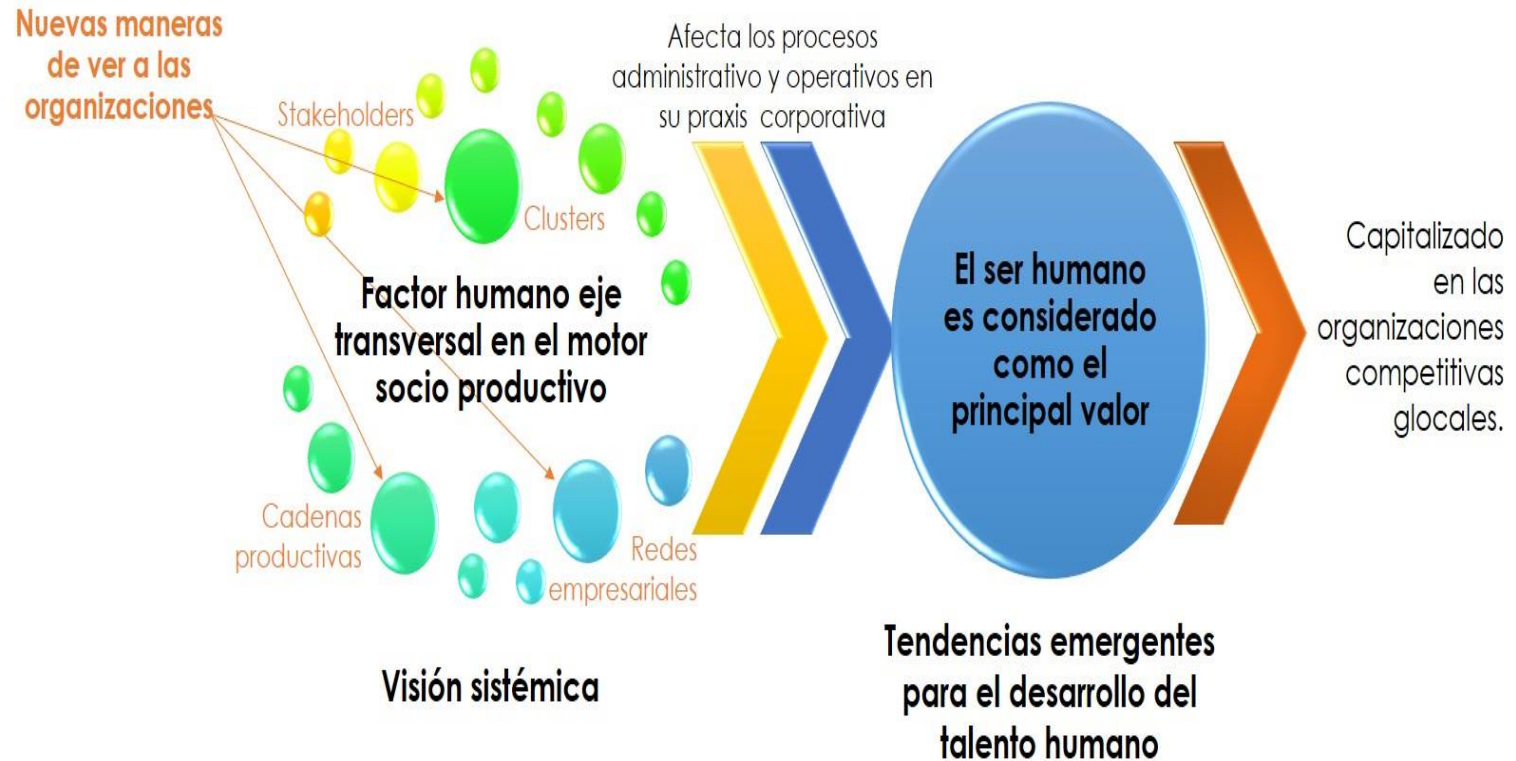 Nuevas maneras
de ver a las
organizaciones
Stakeholders
Clusters
Factor humano eje
transversal en el motor
socio productivo
Cadenas
productivas
Redes
empresariales
Visión sistémica
Afecta los procesos
administrativo y operativos en
su praxis corporativa
El ser humano
es considerado
como el
principal valor
Tendencias emergentes
para el desarrollo del
talento humano
Capitalizado
en las
organizaciones
competitivas
glocales.